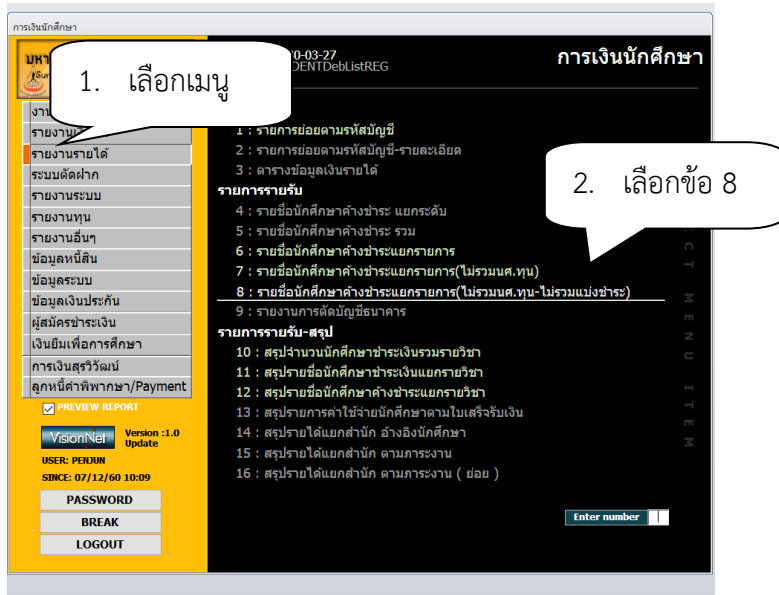 การเงินนักศึกษา
0-03-27
DENTDebListREG
การเงินนักศึกษา
1. เลือกเมนู
2. เลือกข้อ 8
รายงานรายได้
ระบบตัดฝาก
รายงานระบบ
รายงานทุน
รายงานอื่นๆ
ข้อมูลหนี้สิน
ข้อมูลระบบ
ข้อมูลเงินประกัน
ผู้สมัครชำระเงิน
เงินยืมเพื่อการศึกษา
การเงินสุรวิวัฒน์
ลูกหนี้คำพิพากษา/Payment
PREVIEW REPORT
VisionNet
Version :1.0
Update
USER: PENJUN
SINCE: 07/12/60 10:09
PASSWORD
BREAK
LOGOUT
1 : รายการย่อยตามรหัสบัญชี
2 : รายการย่อยตามรหัสบัญชี-รายละเอียด
3 : ตารางข้อมูลเงินรายได้
รายการรายรับ
4 : รายชื่อนักศึกษาค้างชำระ แยกระดับ
5 : รายชื่อนักศึกษาค้างชำระ รวม
6 : รายชื่อนักศึกษาค้างชำระแยกรายการ
7 : รายชื่อนักศึกษาค้างชำระแยกรายการ(ไม่รวมนศ.ทุน)
8 : รายชื่อนักศึกษาค้างชำระแยกรายการ(ไม่รวมนศ.ทุน-ไม่รวมแบ่งชำระ)
9 : รายงานการตัดบัญชีธนาคาร
รายการรายรับ-สรุป
10 : สรุปจำนวนนักศึกษาชำระเงินรวมรายวิชา
11 : สรุปรายชื่อนักศึกษาชำระเงินแยกรายวิชา
12 : สรุปรายชื่อนักศึกษาค้างชำระแยกรายวิชา
13 : สรุปรายการค่าใช้จ่ายนักศึกษาตามใบเสร็จรับเงิน
14 : สรุปรายได้แยกสำนัก อ้างอิงนักศึกษา
15 : สรุปรายได้แยกสำนัก ตามภาระงาน
16 : สรุปรายได้แยกสำนัก ตามภาระงาน ( ย่อย )
Enter number
ECT MENU ITEM